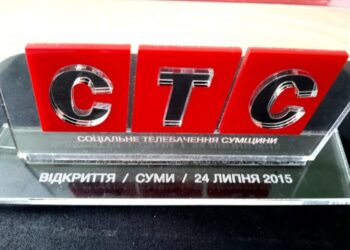 СТС
СОЦІАЛЬНЕ ТЕЛЕБАЧЕННЯ СУМЩИНИ
ВІДКРИТТЯ / СУМИ / 24 ЛИПНЯ 2015